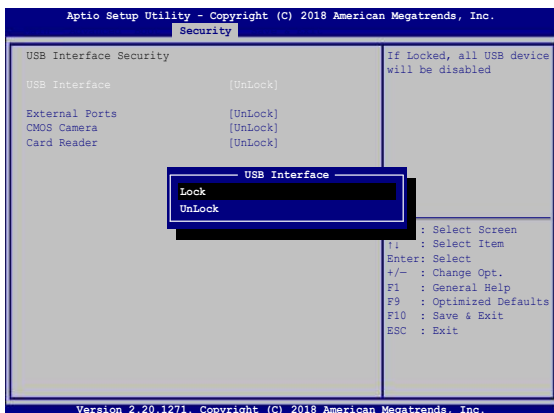 Aptio Setup Utility - Copyright (C) 2018 American Megatrends, Inc.
Security
USB Interface Security
USB Interface [UnLock]
External Ports [UnLock]
CMOS Camera [UnLock]
Card Reader [UnLock]
USB Interface
Lock
UnLock
If Locked, all USB device
will be disabled
: Select Screen
↑↓ : Select Item
Enter: Select
+/— : Change Opt.
F1 : General Help
F9 : Optimized Defaults
F10 : Save & Exit
ESC : Exit
Version 2.20.1271. Copyright (C) 2018 American Megatrends, Inc.